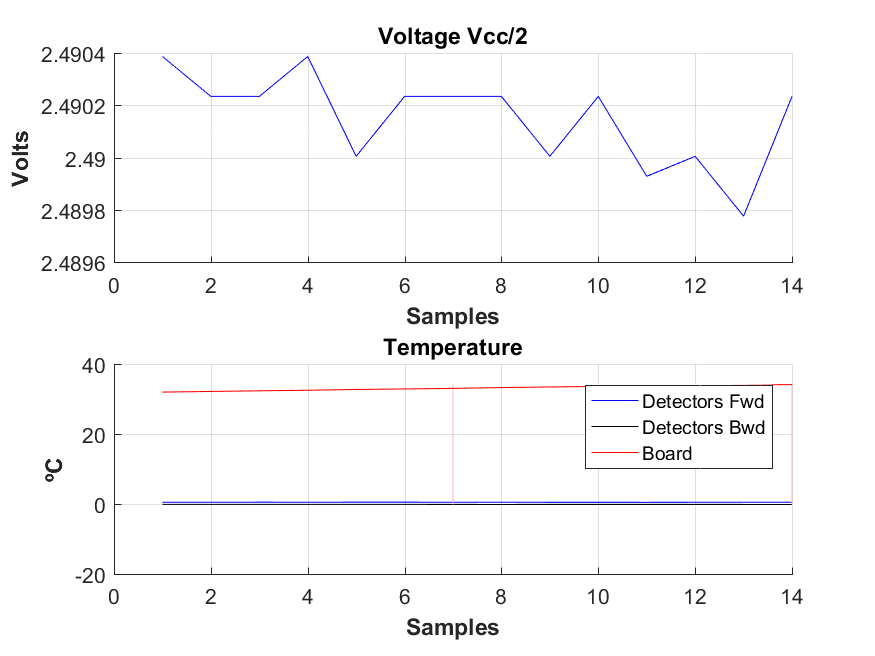 Voltage Vcc/2
2.4904
2.4902
2.49
2.4898
2.4896
Volts
0 2 4 6 8 10 12 14
Samples
Temperature
40
20
0
-20
ºC
Detectors Fwd
Detectors Bwd
Board
0 2 4 6 8 10 12 14
Samples